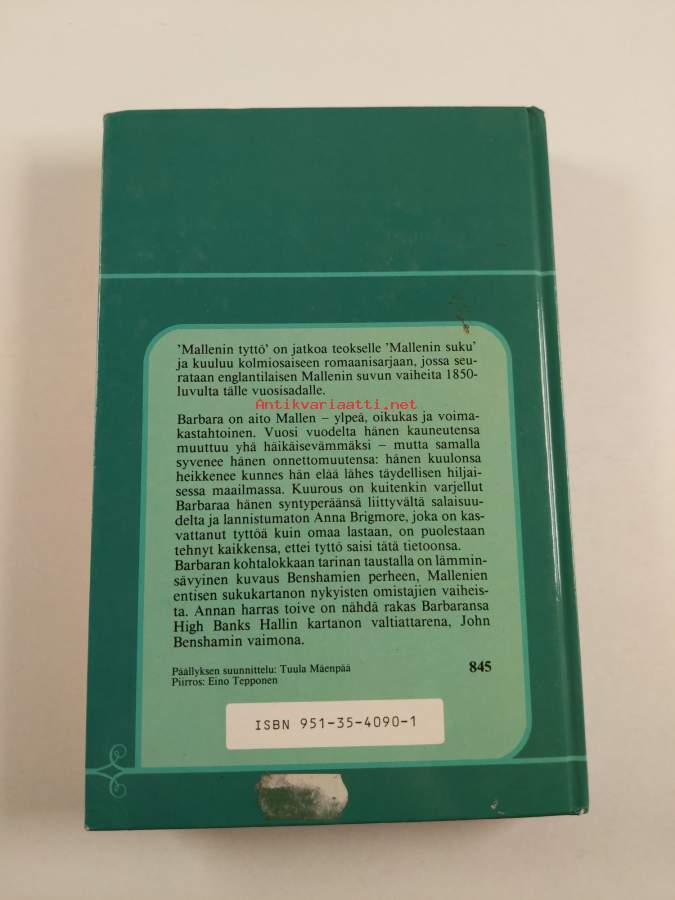 'Mallenin tyttö' on jatkoa teokselle 'Mallenin suku'
ja kuuluu kolmiosaiseen romaanisarjaan, jossa seu-
rataan englantilaisen Mallenin suvun vaiheita 1850-
luvulta tälle vuosisadalle.
Antikvariaatti.net
Barbara on aito Mallen – ylpeä, oikukas ja voima-
kastahtoinen. Vuosi vuodelta hänen kauneutensa
muuttuu yhä häikäisevämmäksi – mutta samalla
syvenee hänen onnettomuutensa: hänen kuulonsa
heikkenee kunnes hän elää lähes täydellisen hiljai-
sessa maailmassa. Kuurous on kuitenkin varjellut
Barbaraa hänen syntyperäänsä liittyvältä salaisuu-
delta ja lannistumaton Anna Brigmore, joka on kas-
vattanut tyttöä kuin omaa lastaan, on puolestaan
tehnyt kaikkensa, ettei tyttö saisi tätä tietoonsa.
Barbaran kohtalokkaan tarinan taustalla on lämmin-
sävyinen kuvaus Benshamien perheen, Mallenien
entisen sukukartanon nykyisten omistajien vaiheis-
ta. Annan harras toive on nähdä rakas Barbaransa
High Banks Hallin kartanon valtiattarena, John
Benshamin vaimona.
Päällyksen suunnittelu: Tuula Mäenpää
Piirros: Eino Tepponen
845
ISBN 951-35-4090-1